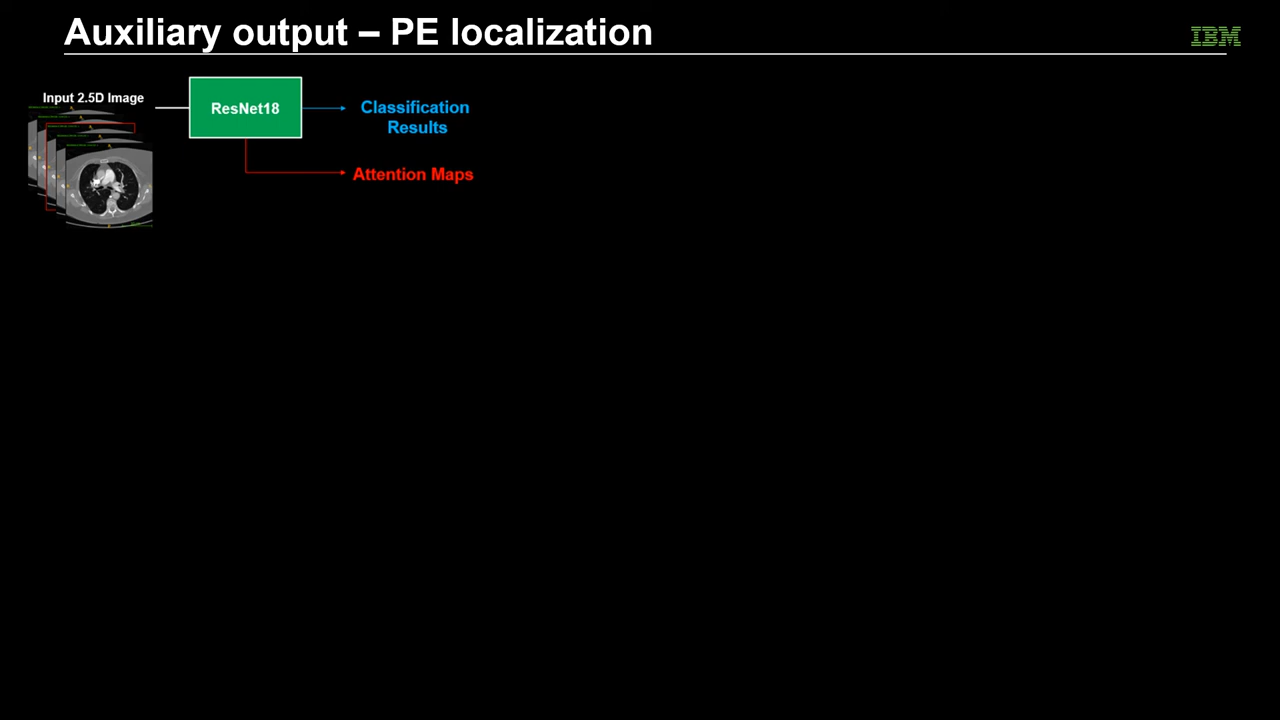 Auxiliary output – PE localization
IBM
Input 2.5D Image
ResNet18
Classification
Results
Attention Maps